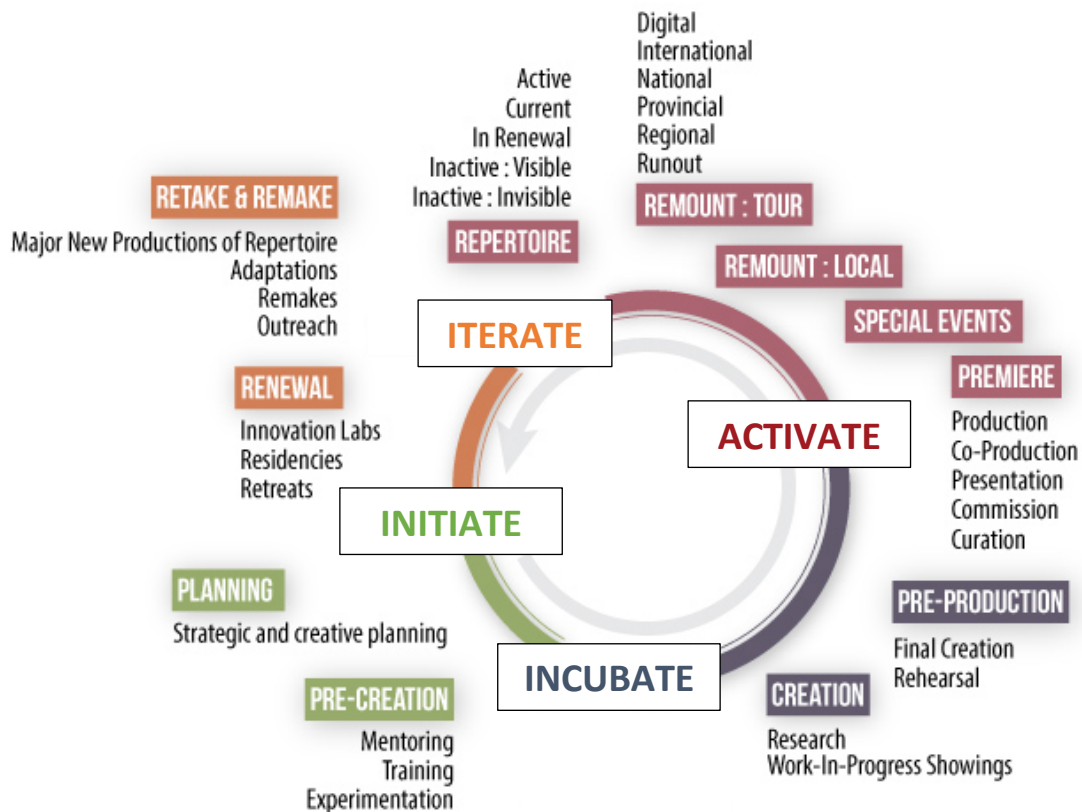 Digital
International
National
Provincial
Regional
Runout
REMOUNT : TOUR
Active
Current
In Renewal
Inactive : Visible
Inactive : Invisible
REPERTOIRE
RETAKE & REMAKE
Major New Productions of Repertoire
Adaptations
Remakes
Outreach
REMOUNT : LOCAL
SPECIAL EVENTS
ITERATE
RENEWAL
Innovation Labs
Residencies
Retreats
PREMIERE
Production
Co-Production
Presentation
Commission
Curation
ACTIVATE
INITIATE
PLANNING
Strategic and creative planning
PRE-PRODUCTION
Final Creation
Rehearsal
INCUBATE
PRE-CREATION
Mentoring
Training
Experimentation
CREATION
Research
Work-In-Progress Showings